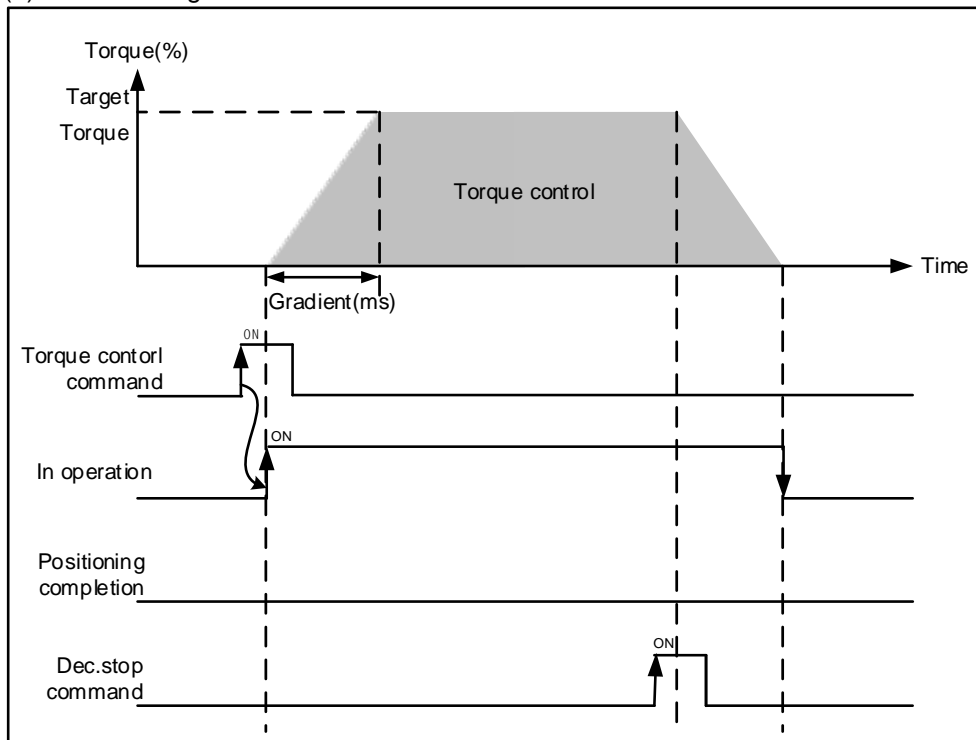 Torque(%)
Target
Torque
Torque control
Time
Gradient(ms)
ON
Torque contorl
command
ON
In operation
Positioning
completion
ON
Dec.stop
command